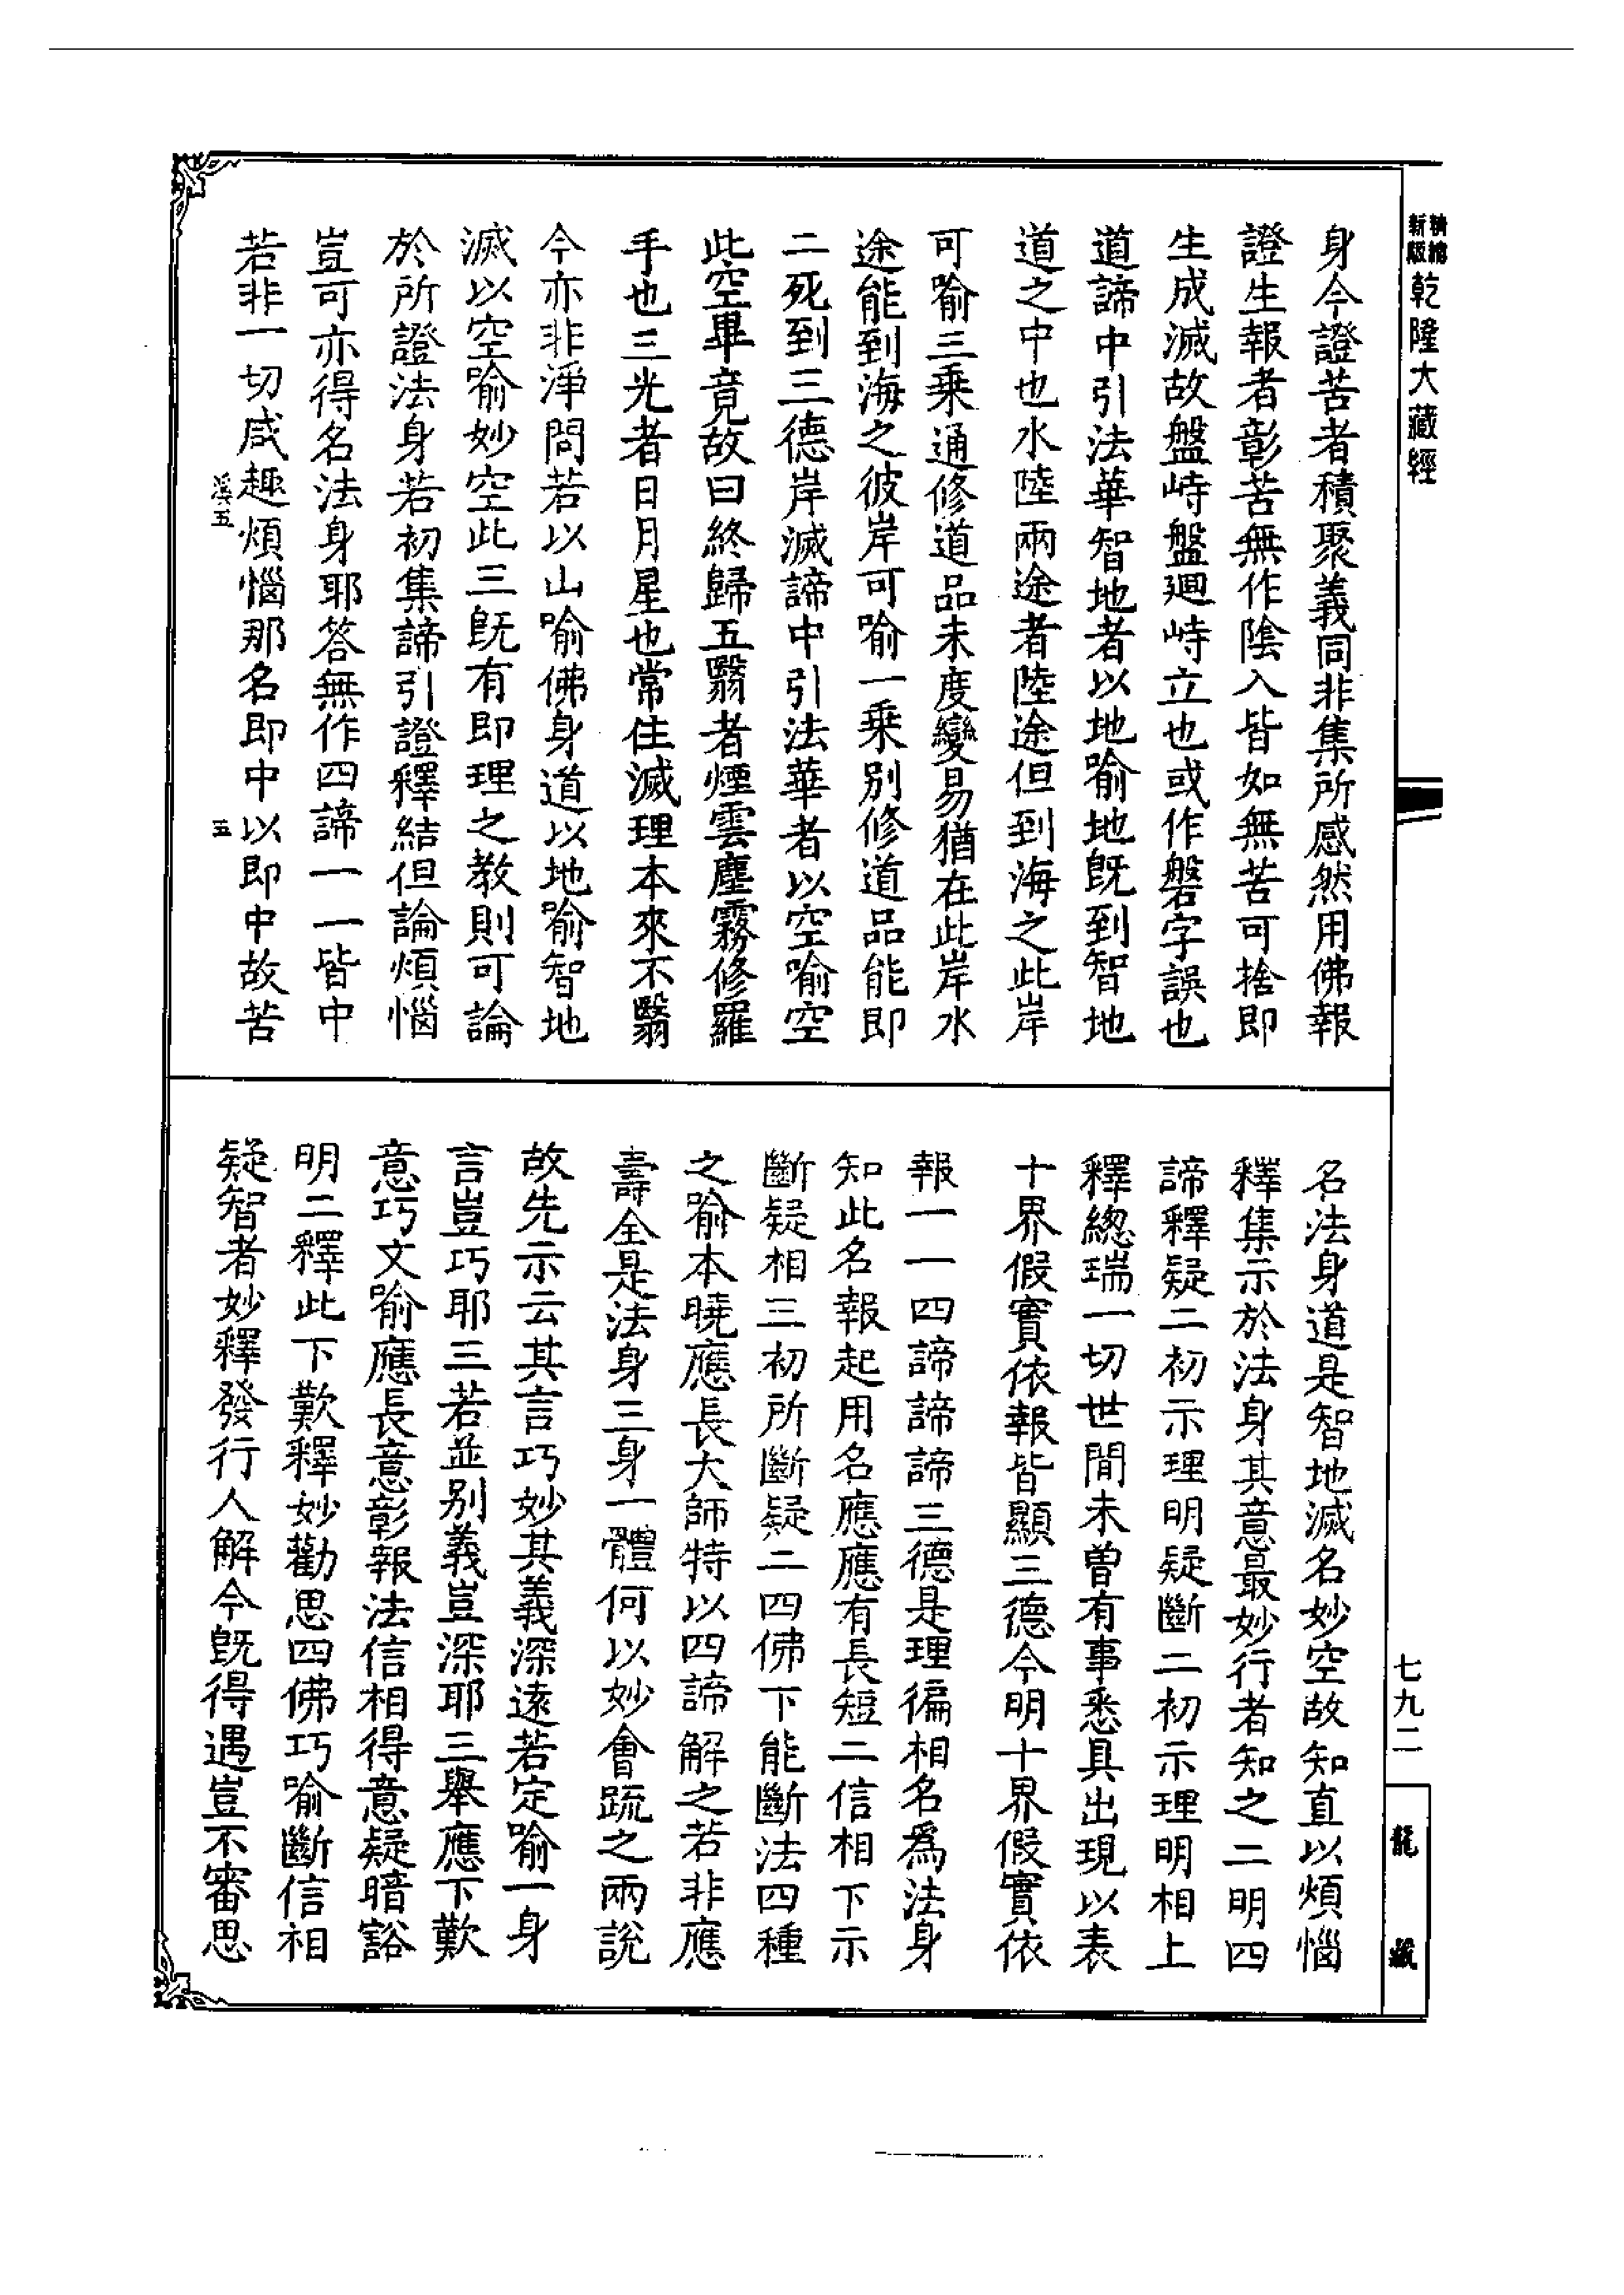 新版精縮乾隆大藏經
身今證苦者積聚義同非集所感然用佛報
證生報者彰苦無作陰入皆如無苦可捨即
生成滅故盤峙盤迴峙立也或作磐字誤也
道諦中引法華智地者以地喻地既到智地
道之中也水陸兩途者陸途但到海之此岸
可喻三乘通修道品未度變易猶在此岸水
途能到海之彼岸可喻一乘別修道品能即
二死到三德岸滅諦中引法華者以空喻空
此空畢竟故曰終歸五翳者煙雲塵霧修羅
手也三光者日月星也常住滅理本來不翳
今亦非淨問若以山喻佛身道以地喻智地
滅以空喻妙空此三既有即理之教則可論
於所證法身若初集諦引證釋結但論煩惱
豈可亦得名法身耶答無作四諦一一皆中
若非一切咸趣煩惱那名即中以即中故苦
溪五
五
名法身道是智地滅名妙空故知直以煩惱
釋集示於法身其意最妙行者知之二明四
諦釋疑二初示理明疑斷二初示理明相上
釋總瑞一切世間未曾有事悉具出現以表
十界假實依報皆顯三德今明十界假實依
報一一四諦諦諦三德是理徧相名為法身
知此名報起用名應應有長短二信相下示
斷疑相三初所斷疑二四佛下能斷法四種
之喻本曉應長大師特以四諦解之若非應
壽全是法身三身一體何以妙會疏之兩說
故先示云其言巧妙其義深遠若定喻一身
言豈巧耶三若並別義豈深耶三舉應下歎
意巧文喻應長意彰報法信相得意疑暗豁
明二釋此下歎釋妙勸思四佛巧喻斷信相
疑智者妙釋發行人解今既得遇豈不審思
七九二
龍藏